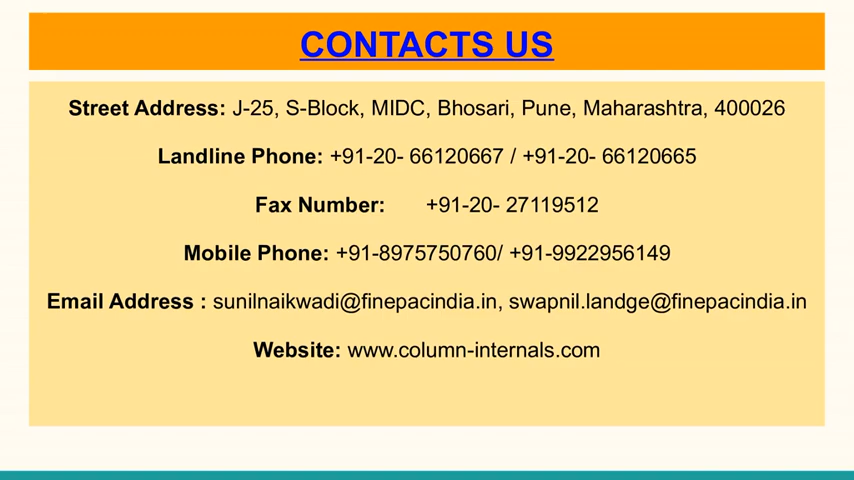 CONTACTS US
Street Address: J-25, S-Block, MIDC, Bhosari, Pune, Maharashtra, 400026
Landline Phone: +91-20- 66120667 / +91-20- 66120665
Fax Number: +91-20- 27119512
Mobile Phone: +91-8975750760/ +91-9922956149
Email Address : sunilnaikwadi@finepacindia.in, swapnil.landge@finepacindia.in
Website: www.column-internals.com